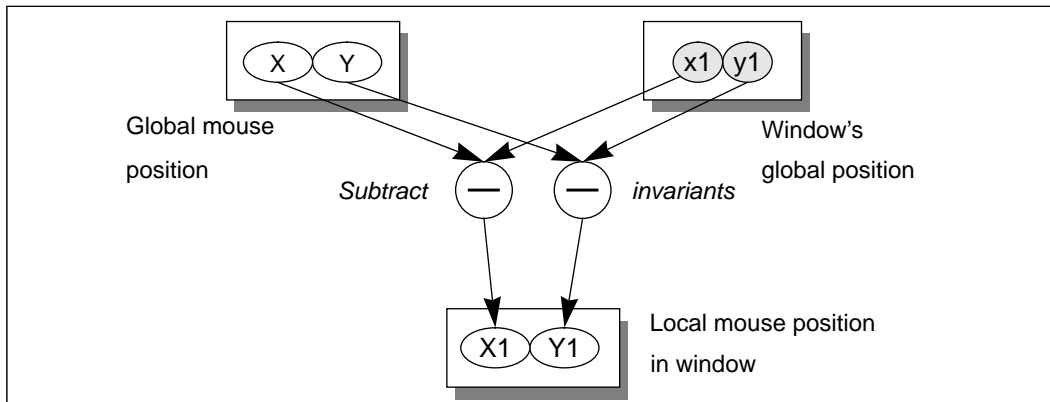 X Y
x1 y1
Global mouse
position
Window's
global position
Subtract
—
—
invariants
X1 Y1
Local mouse position
in window